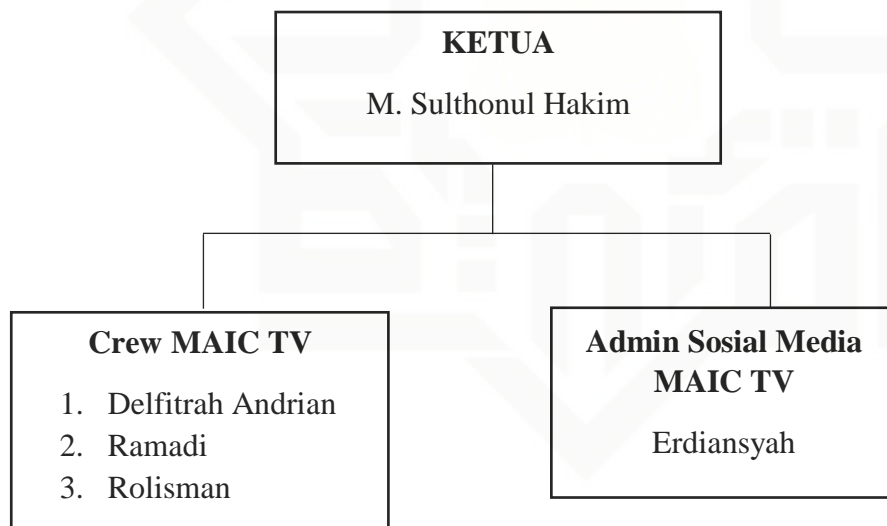 KETUA
M. Sulthonul Hakim
Crew MAIC TV
1. Delfitrah Andrian
2. Ramadi
3. Rolisman
Admin Sosial Media
MAIC TV
Erdiansyah